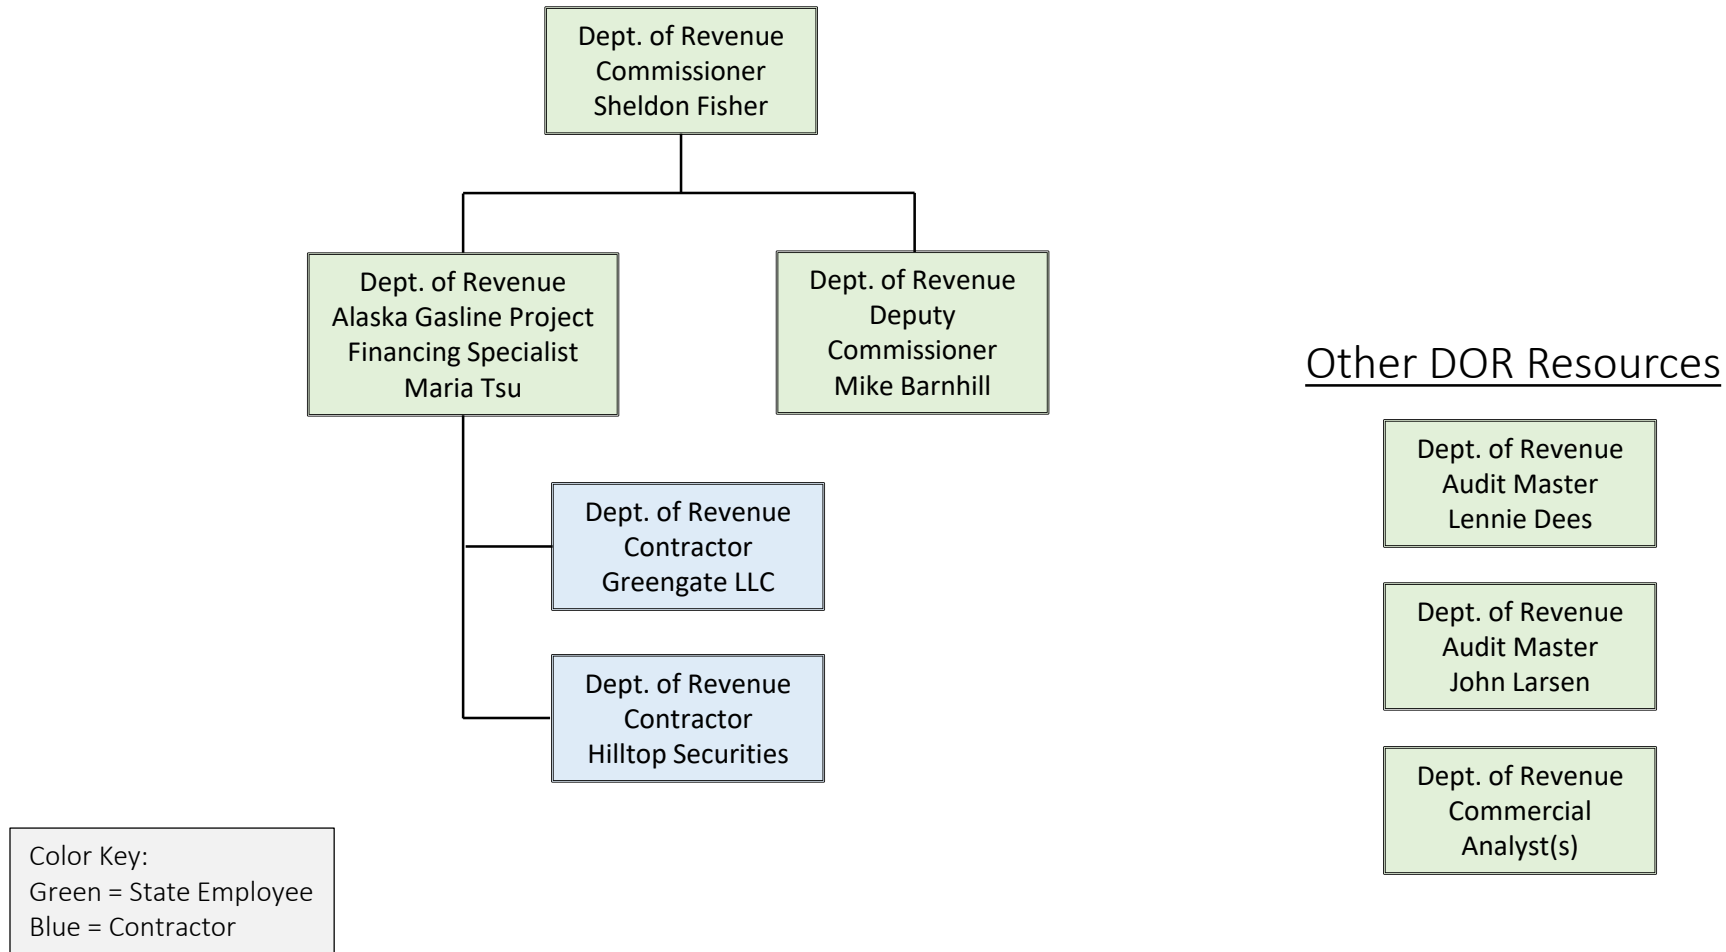 Dept. of Revenue
Commissioner
Sheldon Fisher
Dept. of Revenue
Alaska Gasline Project
Financing Specialist
Maria Tsu
Dept. of Revenue
Deputy
Commissioner
Mike Barnhill
Dept. of Revenue
Contractor
Greengate LLC
Dept. of Revenue
Contractor
Hilltop Securities
Other DOR Resources
Dept. of Revenue
Audit Master
Lennie Dees
Dept. of Revenue
Audit Master
John Larsen
Dept. of Revenue
Commercial
Analyst(s)
Color Key:
Green = State Employee
Blue = Contractor